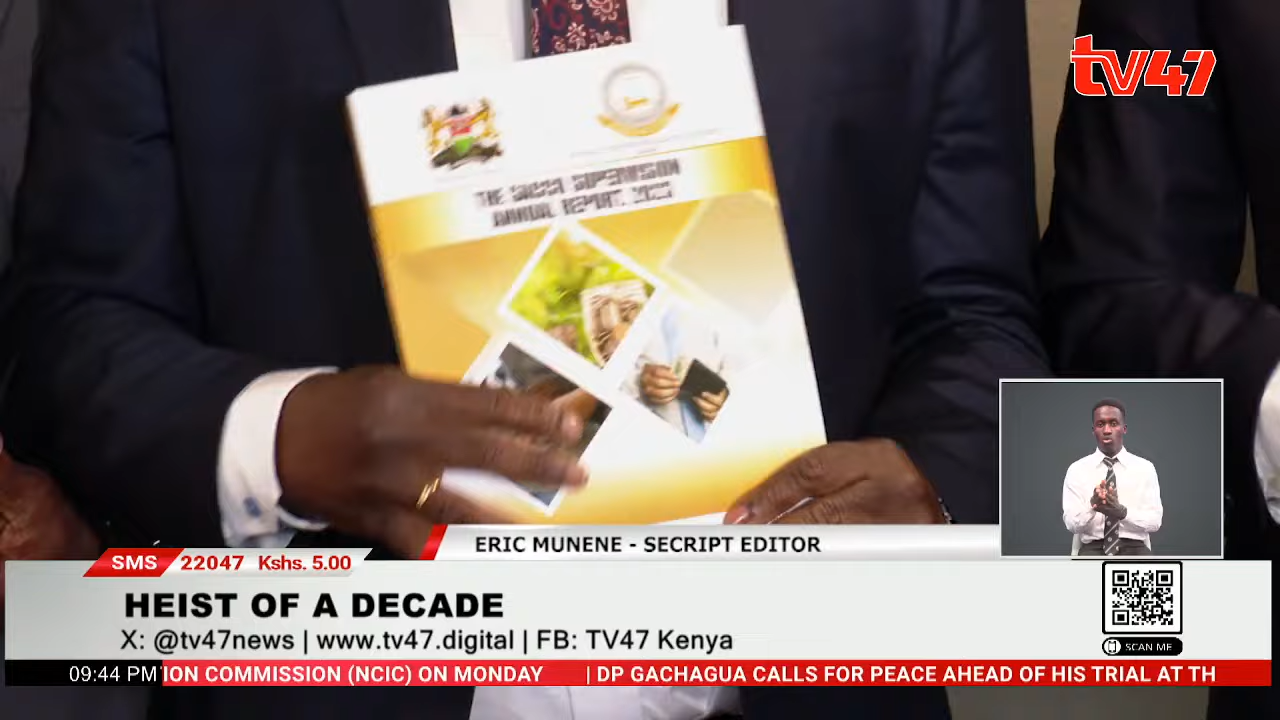 tv47
THE SACCO SUPERVISION
ANNUAL REPORT, 2023
ERIC MUNENE - SECRIPT EDITOR
SMS 22047 Kshs. 5.00
HEIST OF A DECADE
X: @tv47news | www.tv47.digital | FB: TV47 Kenya
SCAN ME
09:44 PM ION COMMISSION (NCIC) ON MONDAY | DP GACHAGUA CALLS FOR PEACE AHEAD OF HIS TRIAL AT TH